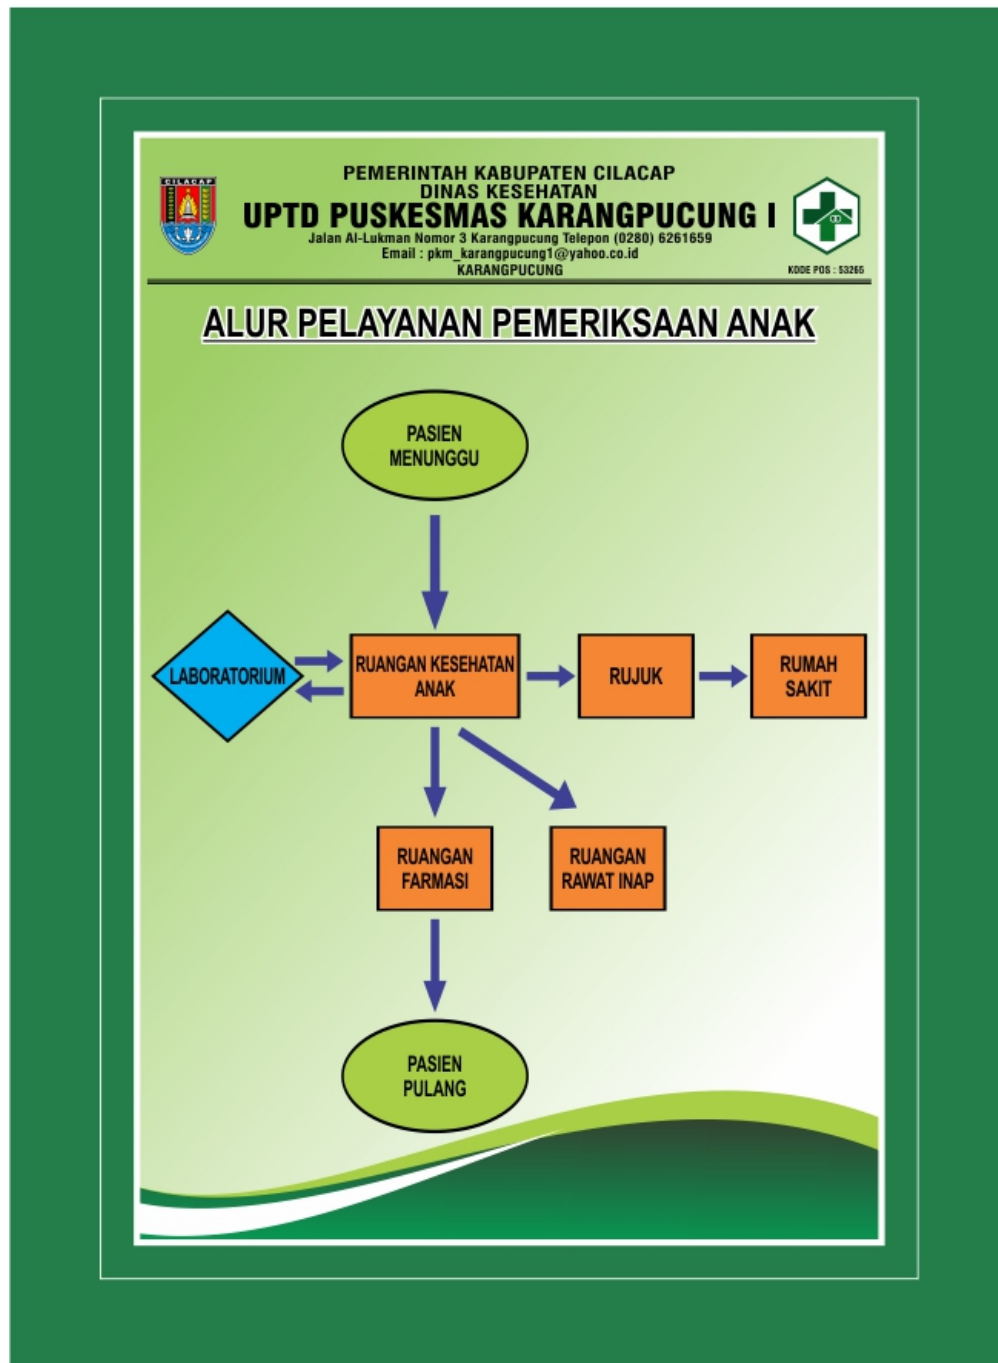 CILACAP
PEMERINTAH KABUPATEN CILACAP
DINAS KESEHATAN
UPTD PUSKESMAS KARANGPUCUNG I
Jalan Al-Lukman Nomor 3 Karangpucung Telepon (0280) 6261659
Email : pkm_karangpucung1@yahoo.co.id
KARANGPUCUNG
KODE POS : 53265
ALUR PELAYANAN PEMERIKSAAN ANAK
PASIEN
MENUNGGU
LABORATORIUM
RUANGAN KESEHATAN
ANAK
RUJUK
RUMAH
SAKIT
RUANGAN
FARMASI
RUANGAN
RAWAT INAP
PASIEN
PULANG